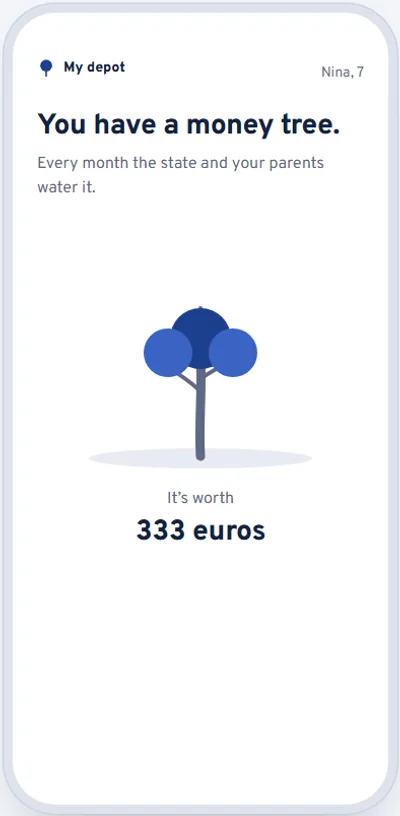 My depot
Nina, 7
You have a money tree.
Every month the state and your parents
water it.
It's worth
333 euros